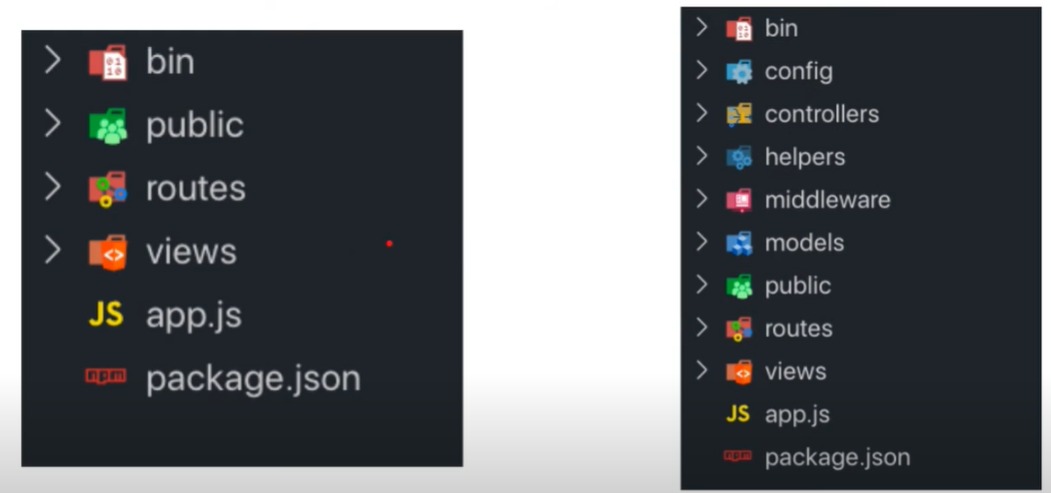 bin
public
routes
views
JS app.js
npm package.json
bin
config
controllers
helpers
middleware
models
public
routes
views
JS app.js
npm package.json